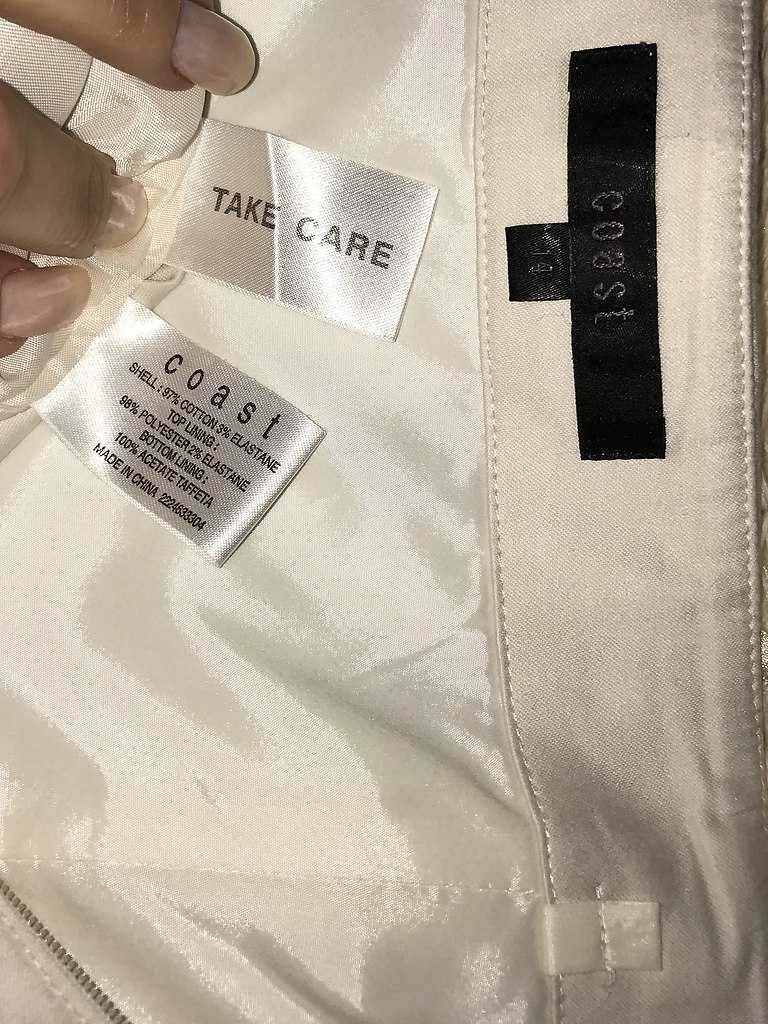 TAKE CARE
coast
SHELL : 97% COTTON 3% ELASTANE
TOP LINING :
98% POLYESTER 2% ELASTANE
BOTTOM LINING :
100% ACETATE TAFFETA
MADE IN CHINA 2224633304
coast
14